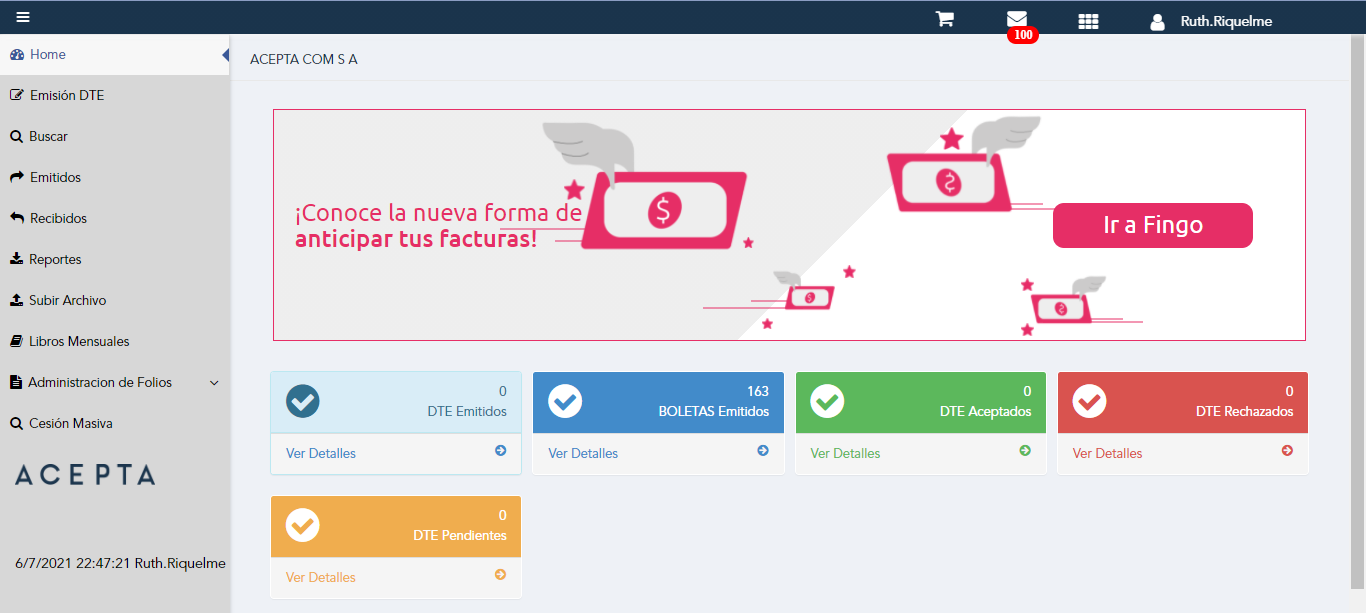 100
Ruth.Riquelme
Home
ACEPTA COM S A
Emisión DTE
Buscar
Emitidos
Recibidos
Reportes
Subir Archivo
Libros Mensuales
Administracion de Folios
Cesión Masiva
ACEPTA
6/7/2021 22:47:21 Ruth.Riquelme
¡Conoce la nueva forma de
anticipar tus facturas!
Ir a Fingo
0
DTE Emitidos
Ver Detalles
163
BOLETAS Emitidos
Ver Detalles
0
DTE Aceptados
Ver Detalles
0
DTE Rechazados
Ver Detalles
0
DTE Pendientes
Ver Detalles